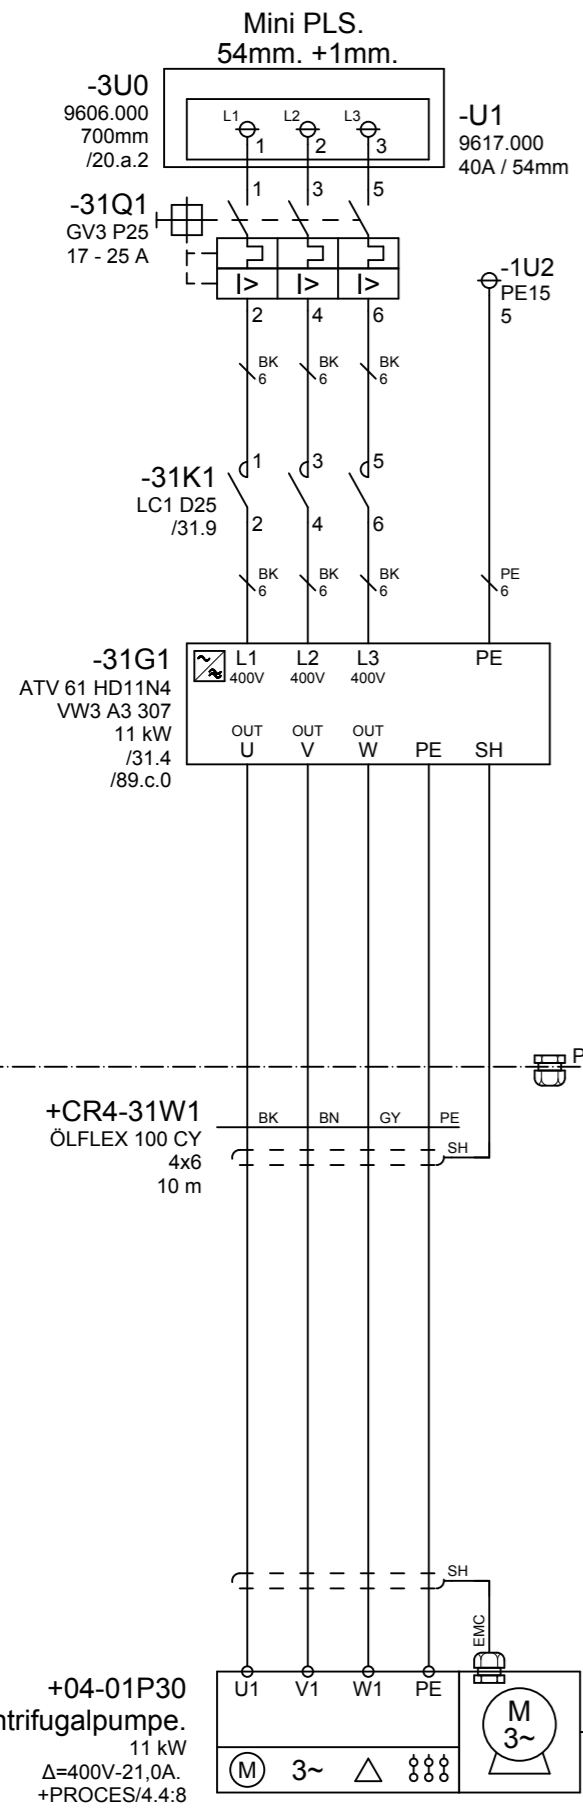 Mini PLS.
54mm. +1mm.
-3U0
9606.000
700mm
/20.a.2
L1 L2 L3
1 2 3
-U1
9617.000
40A / 54mm
-31Q1
GV3 P25
17 - 25 A
1 3 5
I> I> I>
2 4 6
-1U2
PE15
5
BK BK BK
6 6 6
-31K1
LC1 D25
/31.9
1 3 5
2 4 6
BK BK BK PE
6 6 6 6
-31G1
ATV 61 HD11N4
VW3 A3 307
11 kW
/31.4
/89.c.0
L1 L2 L3 PE
400V 400V 400V
OUT OUT OUT
U V W PE SH
P
+CR4-31W1
ÖLFLEX 100 CY
4x6
10 m
BK BN GY PE
SH
SH
EMC
+04-01P30
ntrifugalpumpe.
11 kW
Δ=400V-21,0A.
+PROCES/4.4:8
U1 V1 W1 PE
M 3~
M
3~